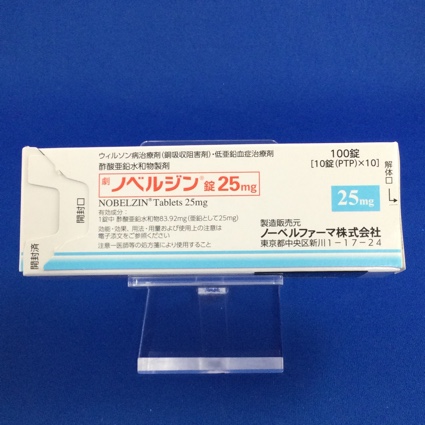 ウィルソン病治療剤(銅吸収阻害剤)・低亜鉛血症治療剤
酢酸亜鉛水和物製剤
劇 ノベルジン®錠25mg
NOBELZIN® Tablets 25mg
有効成分:
1錠中 酢酸亜鉛水和物83.92mg(亜鉛として25mg)
効能・効果、用法・用量および使用上の注意は
電子添文をご参照ください
注意-医師等の処方箋により使用すること
100錠
[10錠(PTP)×10]
25mg
製造販売元
ノーベルファーマ株式会社
東京都中央区新川1-17-24
開封口
開封済
解体口